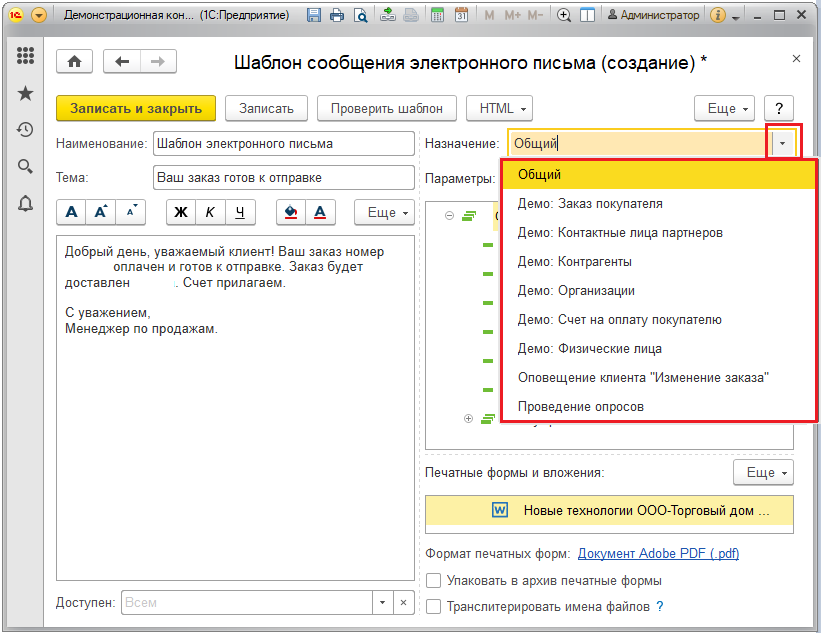 Демонстрационная кон... (1С:Предприятие)
M M+ M-
31
Администратор
Шаблон сообщения электронного письма (создание) *
Записать и закрыть
Записать
Проверить шаблон
HTML
Еще
?
Наименование:
Шаблон электронного письма
Назначение:
Общий
Тема:
Ваш заказ готов к отправке
Параметры:
А А А Ж К Ч А Еще
Добрый день, уважаемый клиент! Ваш заказ номер
оплачен и готов к отправке. Заказ будет
доставлен . Счет прилагаем.
С уважением,
Менеджер по продажам.
Общий
Демо: Заказ покупателя
Демо: Контактные лица партнеров
Демо: Контрагенты
Демо: Организации
Демо: Счет на оплату покупателю
Демо: Физические лица
Оповещение клиента "Изменение заказа"
Проведение опросов
Печатные формы и вложения:
Еще
Новые технологии ООО-Торговый дом ...
Формат печатных форм: Документ Adobe PDF (.pdf)
Упаковать в архив печатные формы
Транслитерировать имена файлов ?
Доступен:
Всем